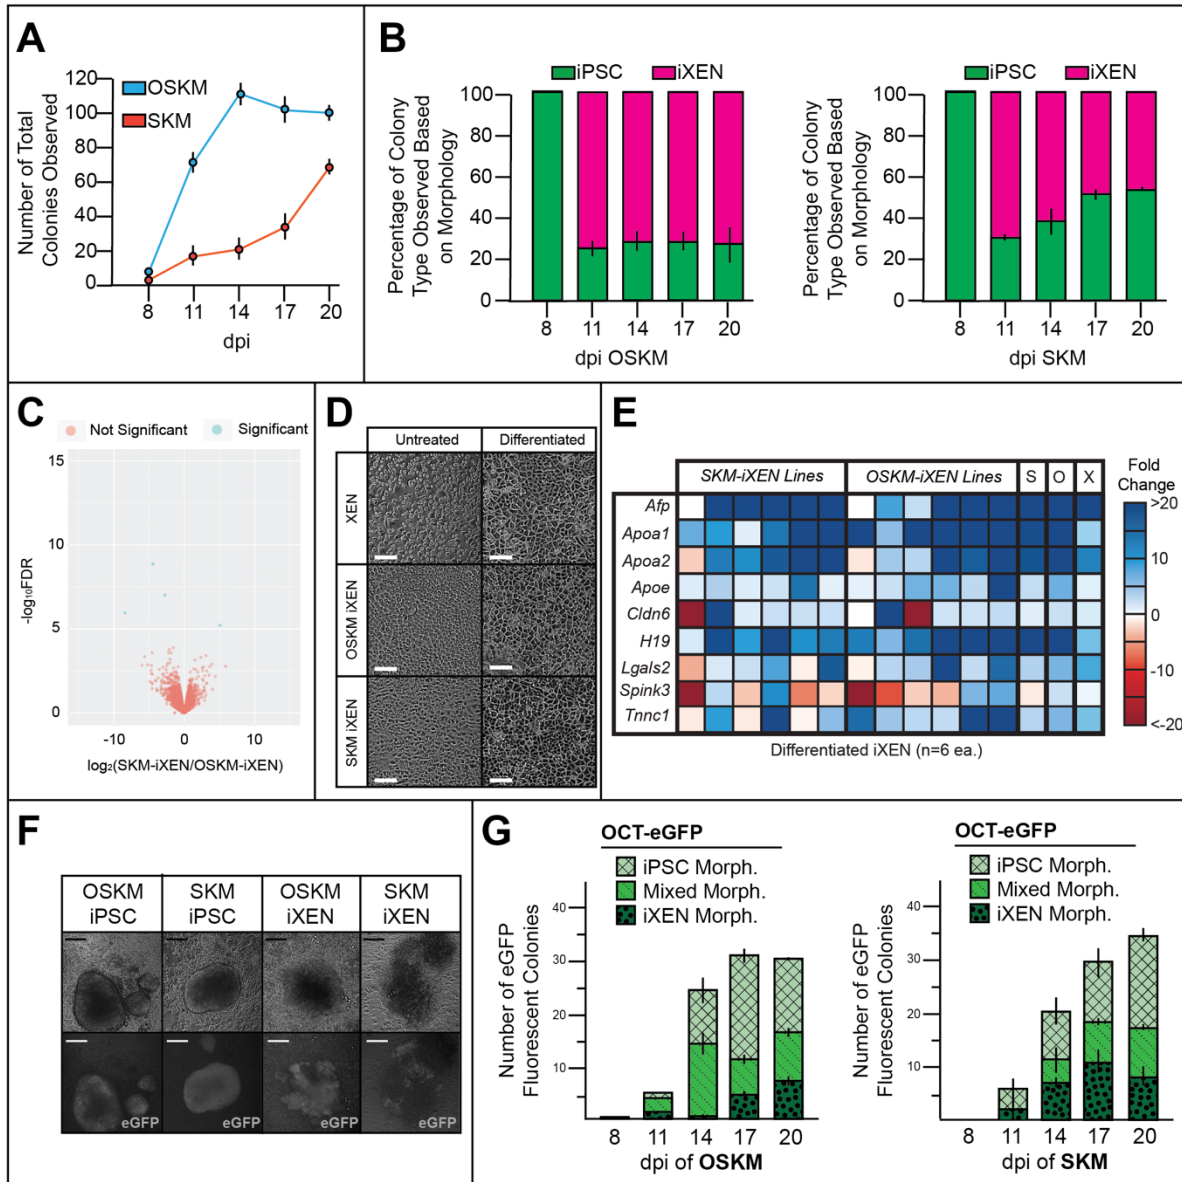 A
Number of Total
Colonies Observed
120
100
80
60
40
20
0
OSKM
SKM
8 11 14 17 20
dpi
B
iPSC iXEN
Percentage of Colony
Type Observed Based
on Morphology
100
80
60
40
20
0
8 11 14 17 20
dpi OSKM
iPSC iXEN
Percentage of Colony
Type Observed Based
on Morphology
100
80
60
40
20
0
8 11 14 17 20
dpi SKM
C
Not Significant Significant
-log10FDR
15
10
5
0
-10 0 10
log2(SKM-iXEN/OSKM-iXEN)
D
Untreated Differentiated
XEN
OSKM iXEN
SKM iXEN
E
SKM-iXEN Lines OSKM-iXEN Lines S O X
Afp
Apoa1
Apoa2
Apoe
Cldn6
H19
Lgals2
Spink3
Tnnc1
Differentiated iXEN (n=6 ea.)
Fold
Change
>20
10
0
-10
<-20
F
OSKM iPSC
SKM iPSC
OSKM iXEN
SKM iXEN
eGFP eGFP eGFP eGFP
G
OCT-eGFP
iPSC Morph.
Mixed Morph.
iXEN Morph.
Number of eGFP
Fluorescent Colonies
40
30
20
10
8 11 14 17 20
dpi of OSKM
OCT-eGFP
iPSC Morph.
Mixed Morph.
iXEN Morph.
Number of eGFP
Fluorescent Colonies
40
30
20
10
8 11 14 17 20
dpi of SKM